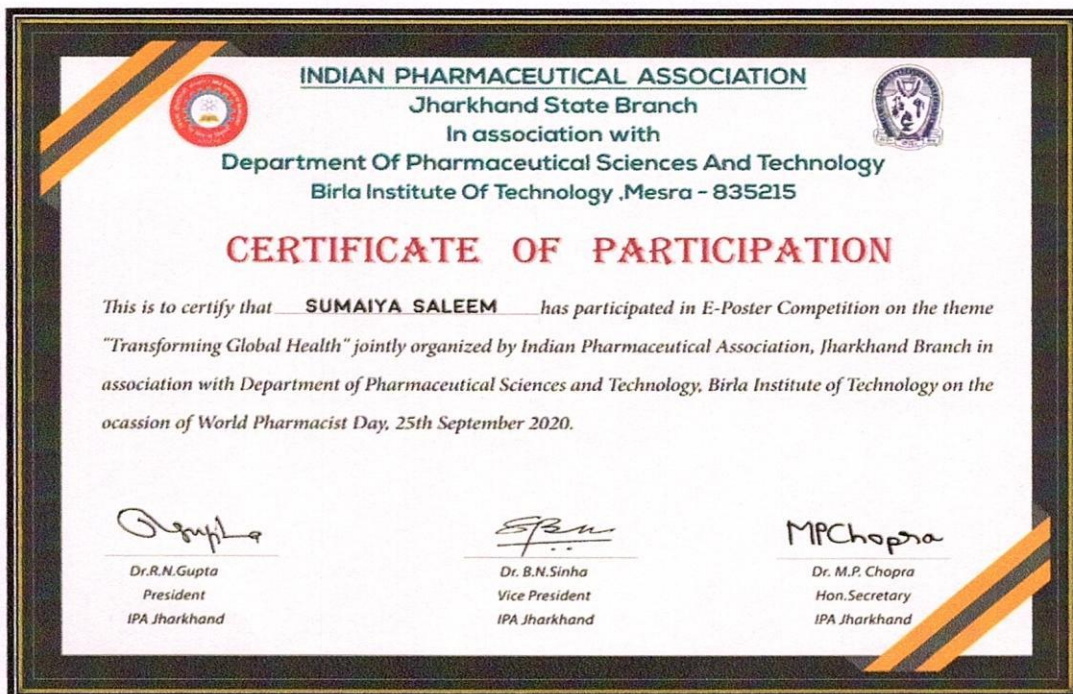 INDIAN PHARMACEUTICAL ASSOCIATION
Jharkhand State Branch
In association with
Department Of Pharmaceutical Sciences And Technology
Birla Institute Of Technology ,Mesra - 835215
CERTIFICATE OF PARTICIPATION
This is to certify that SUMAIYA SALEEM has participated in E-Poster Competition on the theme
"Transforming Global Health" jointly organized by Indian Pharmaceutical Association, Jharkhand Branch in
association with Department of Pharmaceutical Sciences and Technology, Birla Institute of Technology on the
ocassion of World Pharmacist Day, 25th September 2020.
MPChopra
Dr.R.N.Gupta
President
IPA Jharkhand
Dr. B.N.Sinha
Vice President
IPA Jharkhand
Dr. M.P. Chopra
Hon.Secretary
IPA Jharkhand